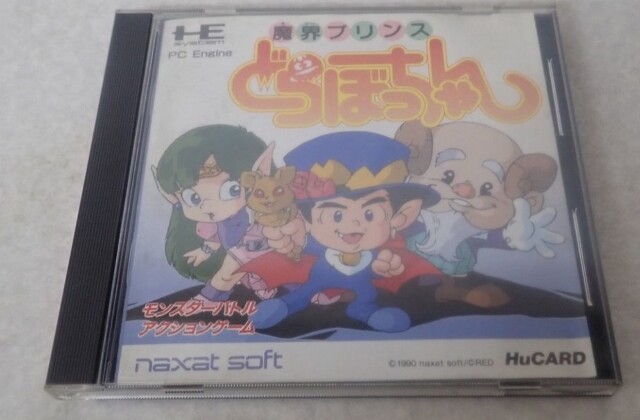 HE
system
PC Engine
魔界プリンス
どらぼっちゃん
モンスターバトル
アクションゲーム
naxat soft
©1990 naxat soft/©RED
HuCARD